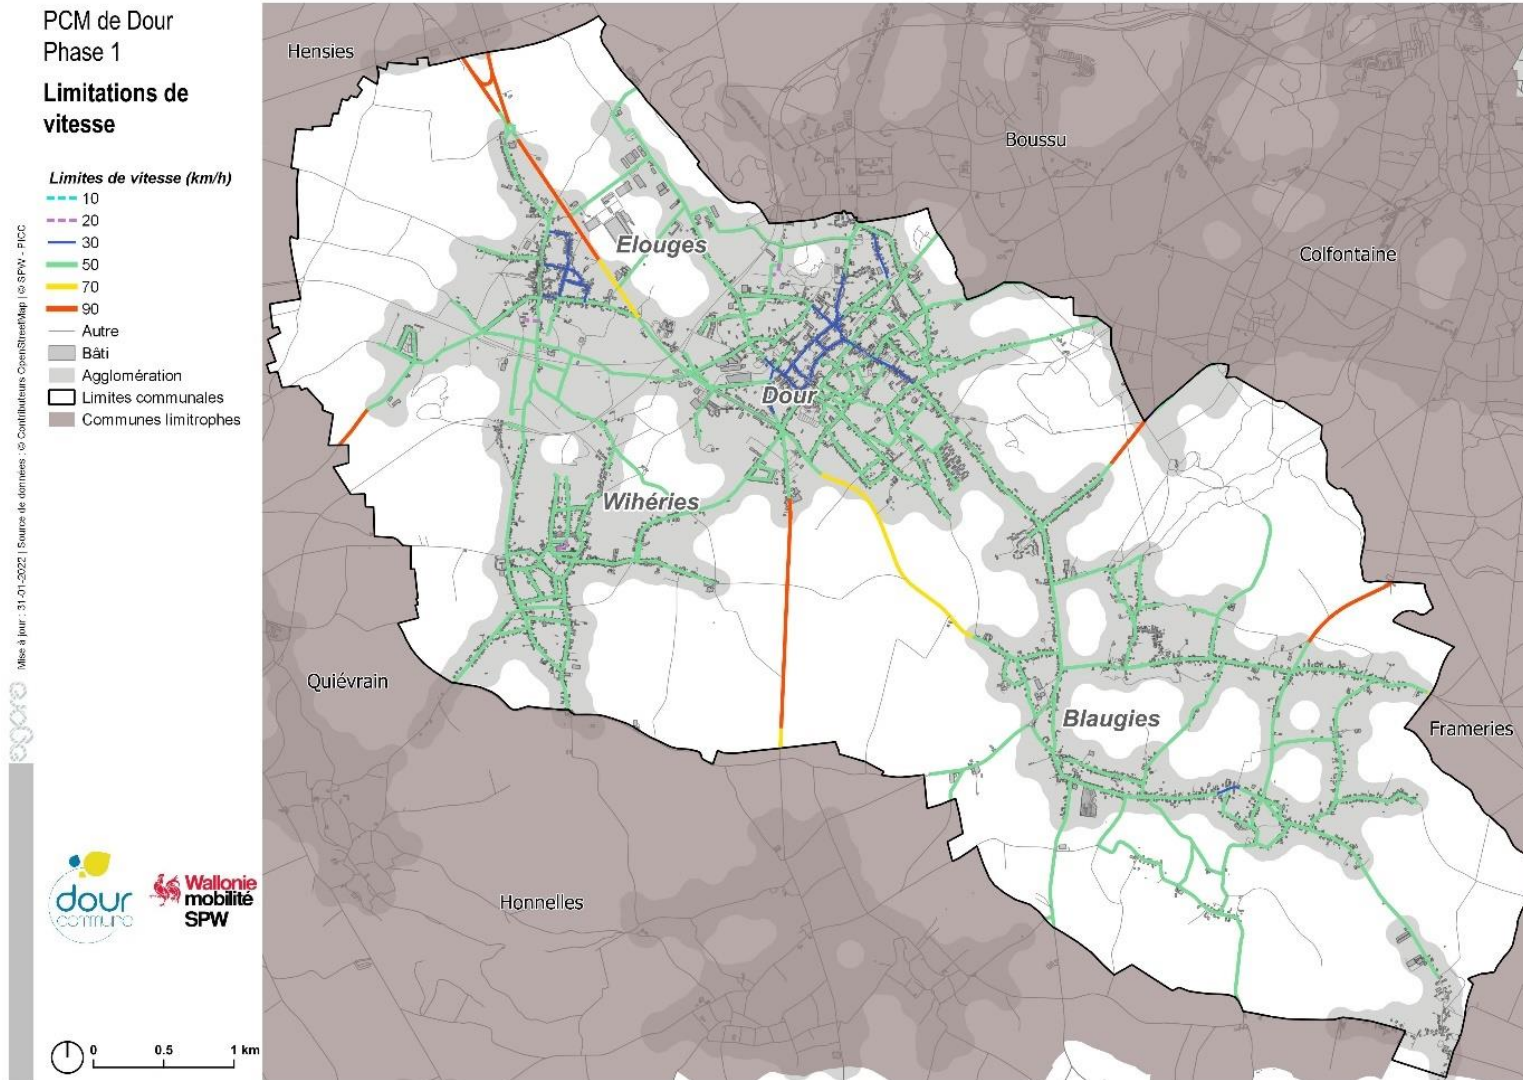 PCM de Dour
Phase 1
Limitations de
vitesse
Limites de vitesse (km/h)
10
20
30
50
70
90
Autre
Bâti
Agglomération
Limites communales
Communes limitrophes
Mise à jour : 31-01-2022 | Source de données : © Contributeurs OpenStreetMap | © SPW - PICC
Hensies
Boussu
Colfontaine
Elouges
Dour
Wihéries
Quiévrain
Blaugies
Frameries
Honnelles
dour
commune
Wallonie
mobilité
SPW
0 0.5 1 km